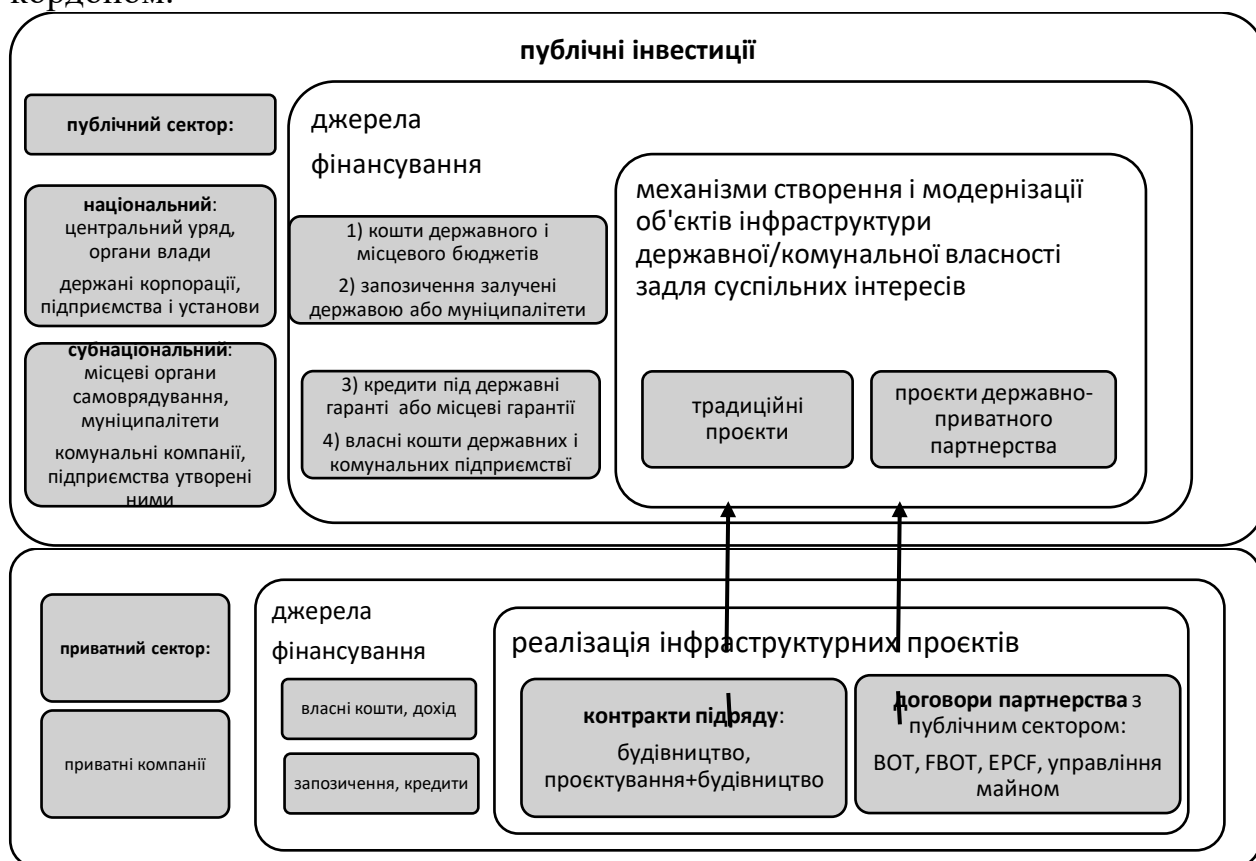 кордоном.
публічні інвестиції
публічний сектор:
національний:
центральний уряд,
органи влади
держані корпорації,
підприємства і установи
субнаціональний:
місцеві органи
самоврядування,
муніципалітети
комунальні компанії,
підприємства утворені
ними
джерела
фінансування
1) кошти державного і
місцевого бюджетів
2) запозичення залучені
державою або муніципалітети
3) кредити під державні
гаранті або місцеві гарантії
4) власні кошти державних і
комунальних підприємстві
механізми створення і модернізації
об'єктів інфраструктури
державної/комунальної власності
задля суспільних інтересів
традиційні
проєкти
проєкти державно-
приватного
партнерства
приватний сектор:
приватні компанії
джерела
фінансування
власні кошти, дохід
запозичення, кредити
реалізація інфраструктурних проєктів
контракти підряду:
будівництво,
проєктування+будівництво
договори партнерства з
публічним сектором:
BOT, FBOT, EPCF, управління
майном